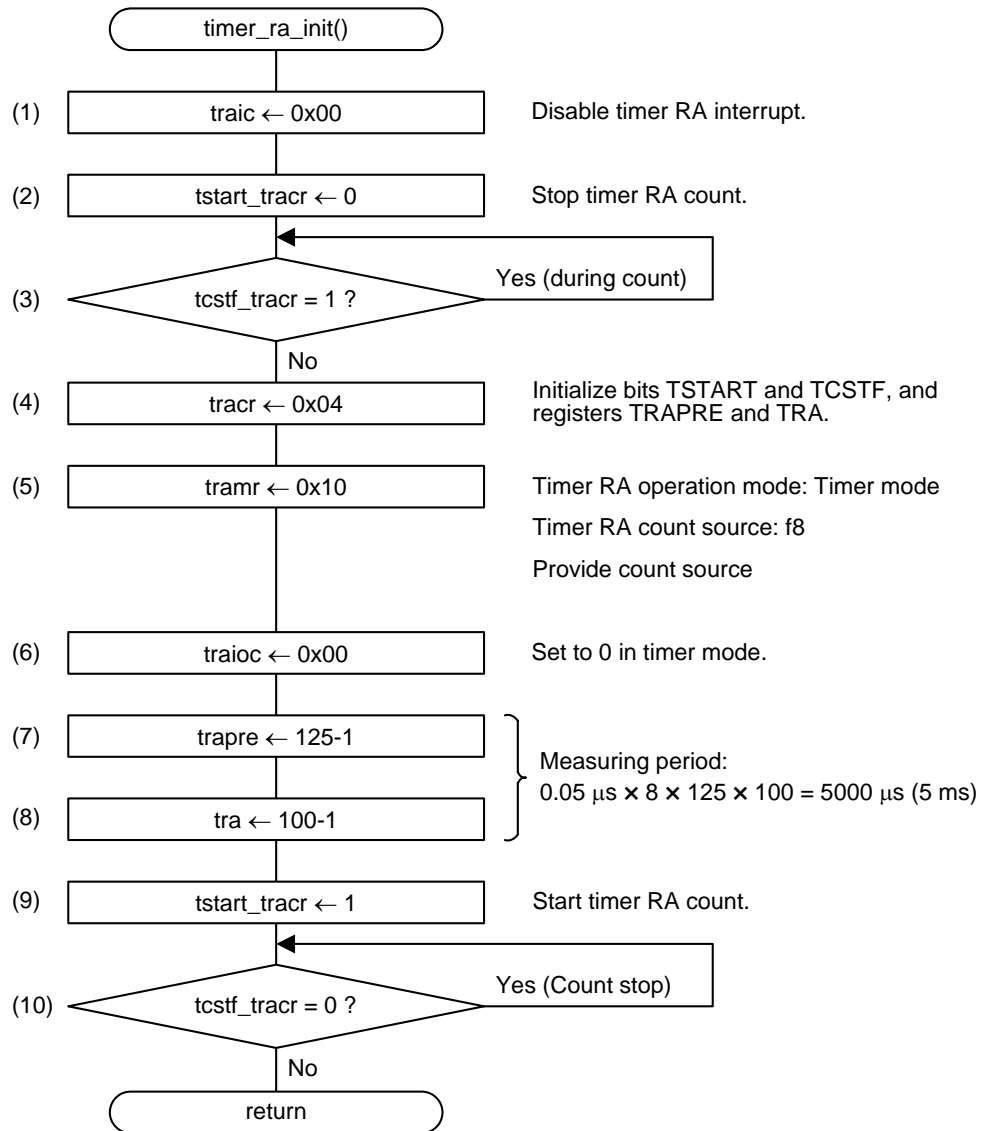 timer_ra_init()
(1) traic ← 0x00 Disable timer RA interrupt.
(2) tstart_tracr ← 0 Stop timer RA count.
Yes (during count)
(3) tcstf_tracr = 1 ?
No
(4) tracr ← 0x04 Initialize bits TSTART and TCSTF, and
registers TRAPRE and TRA.
(5) tramr ← 0x10 Timer RA operation mode: Timer mode
Timer RA count source: f8
Provide count source
(6) traioc ← 0x00 Set to 0 in timer mode.
(7) trapre ← 125-1
Measuring period:
0.05 μs × 8 × 125 × 100 = 5000 μs (5 ms)
(8) tra ← 100-1
(9) tstart_tracr ← 1 Start timer RA count.
Yes (Count stop)
(10) tcstf_tracr = 0 ?
No
return